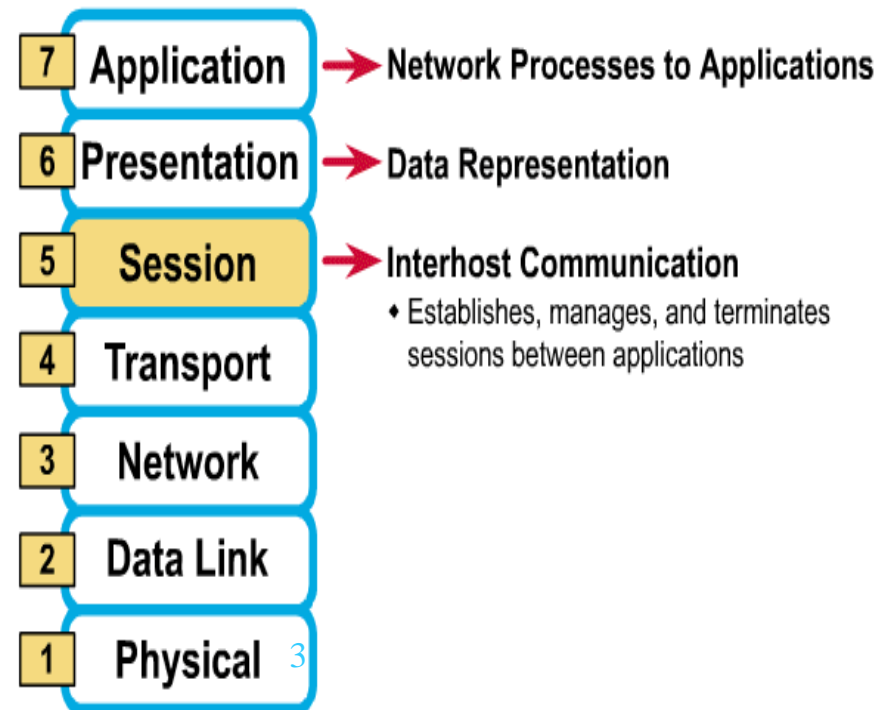 7 Application Network Processes to Applications
6 Presentation Data Representation
5 Session Interhost Communication
♦ Establishes, manages, and terminates
sessions between applications
4 Transport
3 Network
2 Data Link
1 Physical 3